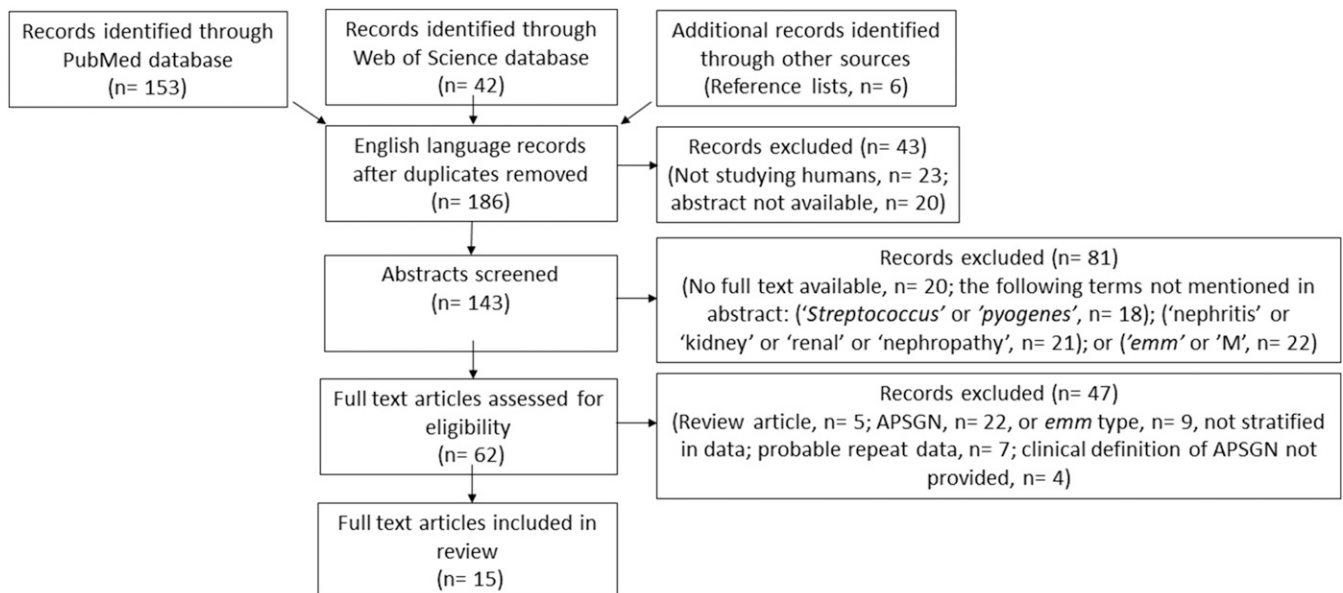 Records identified through
PubMed database
(n= 153)
Records identified through
Web of Science database
(n= 42)
Additional records identified
through other sources
(Reference lists, n= 6)
English language records
after duplicates removed
(n= 186)
Records excluded (n= 43)
(Not studying humans, n= 23;
abstract not available, n= 20)
Abstracts screened
(n= 143)
Records excluded (n= 81)
(No full text available, n= 20; the following terms not mentioned in
abstract: (‘Streptococcus’ or ’pyogenes’, n= 18); (‘nephritis’ or
‘kidney’ or ‘renal’ or ‘nephropathy’, n= 21); or (’emm’ or ’M’, n= 22)
Full text articles assessed for
eligibility
(n= 62)
Records excluded (n= 47)
(Review article, n= 5; APSGN, n= 22, or emm type, n= 9, not stratified
in data; probable repeat data, n= 7; clinical definition of APSGN not
provided, n= 4)
Full text articles included in
review
(n= 15)